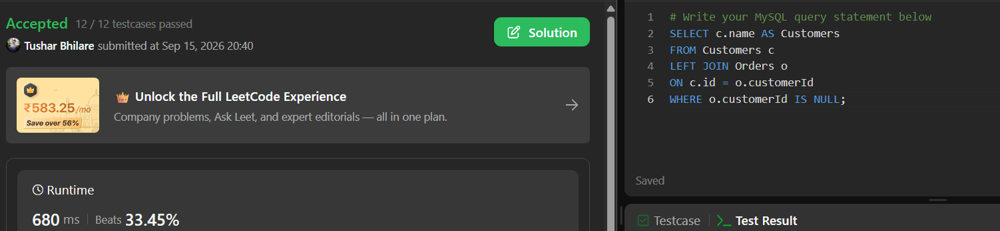 Accepted 12 / 12 testcases passed
Tushar Bhilare submitted at Sep 15, 2026 20:40
Solution
₹583.25/mo
Save over 56%
Unlock the Full LeetCode Experience
Company problems, Ask Leet, and expert editorials — all in one plan.
Runtime
680 ms | Beats 33.45%
1 # Write your MySQL query statement below
2 SELECT c.name AS Customers
3 FROM Customers c
4 LEFT JOIN Orders o
5 ON c.id = o.customerId
6 WHERE o.customerId IS NULL;
Saved
Testcase | Test Result